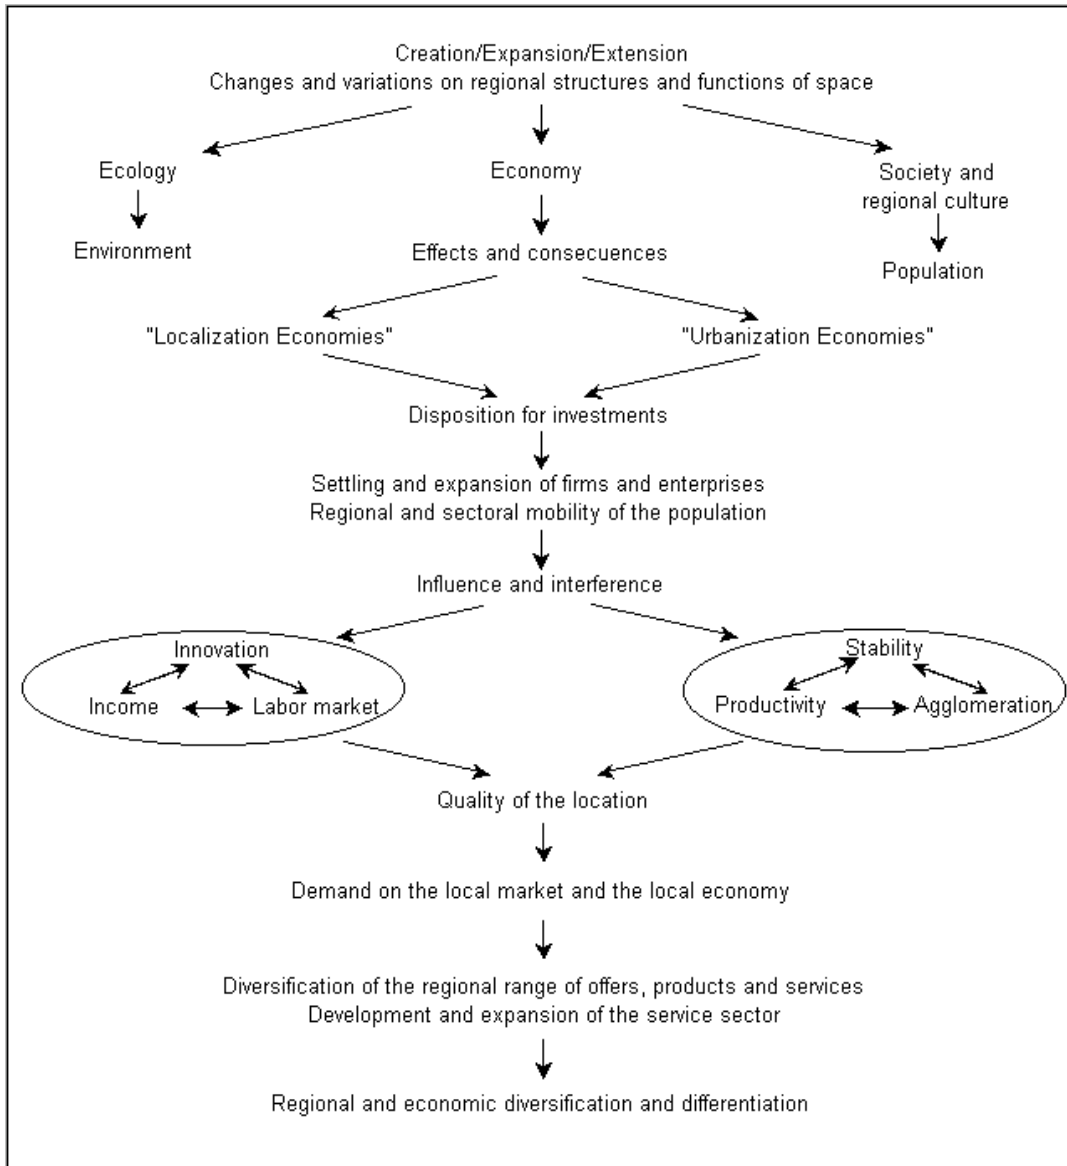 Creation/Expansion/Extension
Changes and variations on regional structures and functions of space
Ecology
Economy
Society and
regional culture
Environment
Effects and consecuences
Population
"Localization Economies"
"Urbanization Economies"
Disposition for investments
Settling and expansion of firms and enterprises
Regional and sectoral mobility of the population
Influence and interference
Innovation
Income
Labor market
Stability
Productivity
Agglomeration
Quality of the location
Demand on the local market and the local economy
Diversification of the regional range of offers, products and services
Development and expansion of the service sector
Regional and economic diversification and differentiation